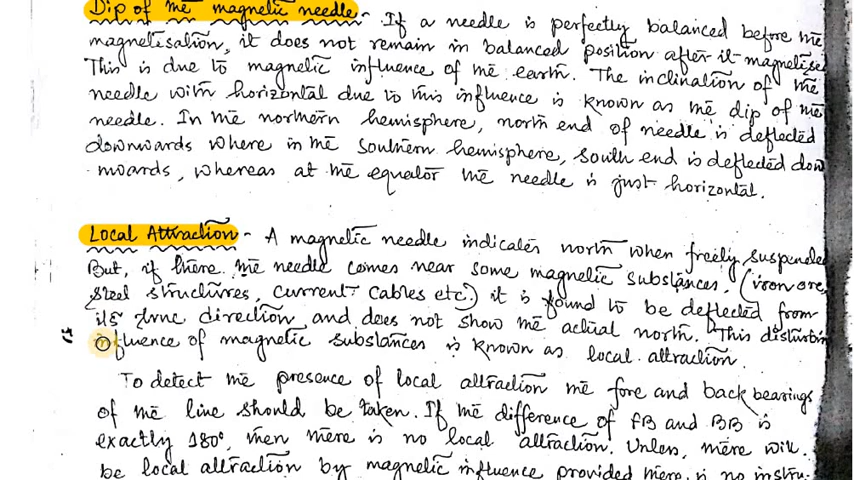 Dip of the magnetic needle - If a needle is perfectly balanced before the
magnetisation, it does not remain in balanced position after it magnetise
This is due to magnetic influence of the earth. The inclination of the
needle with horizontal due to this influence is known as the dip of the
needle. In the northern hemisphere, north end of needle is deflected
downwards where in the southern hemisphere, south end is deflected don
nwards, whereas at the equator the needle is just horizontal.
Local Attraction - A magnetic needle indicates north when freely suspended
But, if there the needle comes near some magnetic substances, (iron ore,
steel structures, current cables etc.) it is found to be deflected from
its true direction, and does not show the actual north. This disturbin
influence of magnetic substances is known as local attraction.
To detect the presence of local attraction the fore and back bearings
of the line should be taken. If the difference of FB and BB is
exactly 180°, then there is no local attraction. Unless, there will
be local attraction by magnetic influence provided there is no instru-